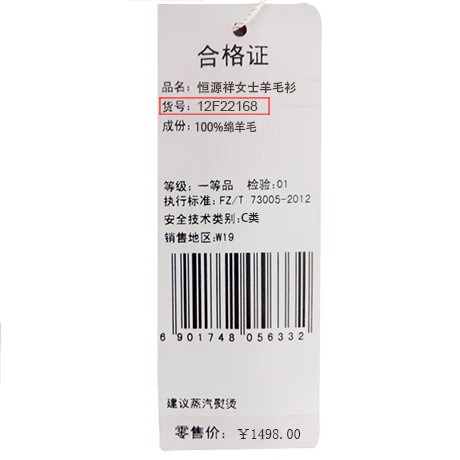 合格证
品名: 恒源祥女士羊毛衫
货号: 12F22168
成份: 100%绵羊毛
等级: 一等品 检验:01
执行标准: FZ/T 73005-2012
安全技术类别:C类
销售地区:W19
6 901748 056332
建议蒸汽熨烫
零售价: ￥1498.00